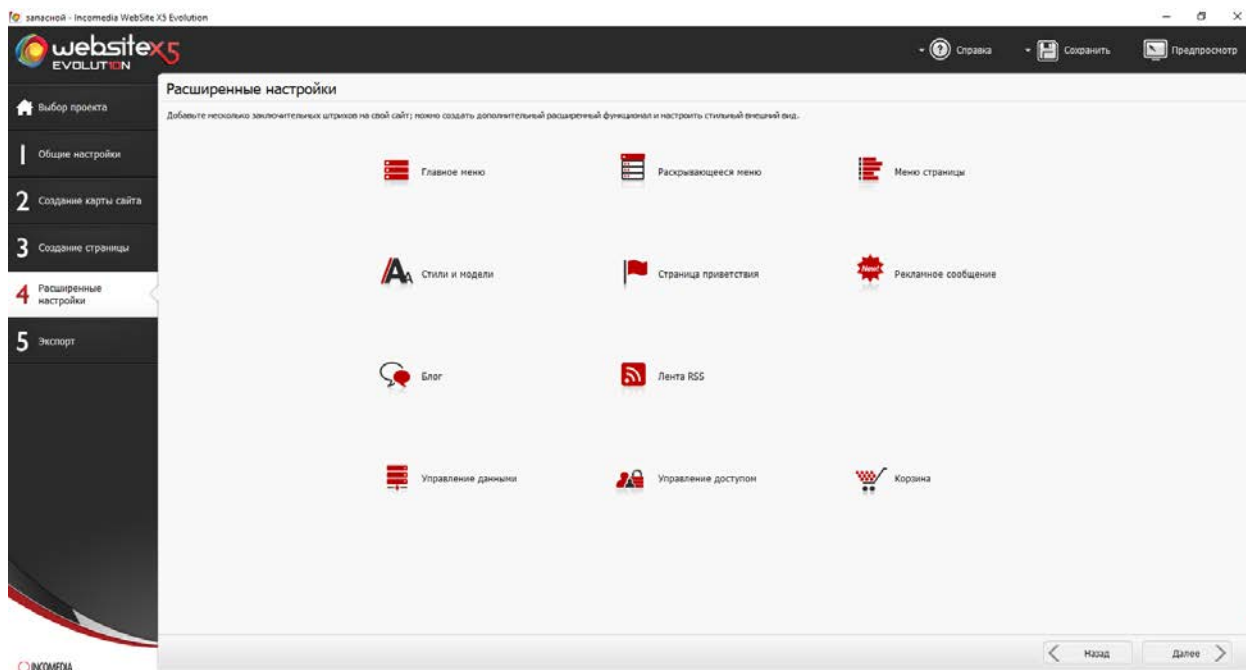 запасной - Incomedia WebSite X5 Evolution
websitex5
EVOLUTION
Справка
Сохранить
Предпросмотр
Выбор проекта
1 Общие настройки
2 Создание карты сайта
3 Создание страницы
4 Расширенные
настройки
5 Экспорт
INCOMEDIA
Расширенные настройки
Добавьте несколько заключительных штрихов на свой сайт; можно создать дополнительный расширенный функционал и настроить стильный внешний вид.
Главное меню
Раскрывающееся меню
Меню страницы
Стили и модели
Страница приветствия
New!
Рекламное сообщение
Блог
Лента RSS
Управление данными
Управление доступом
Корзина
Назад
Далее